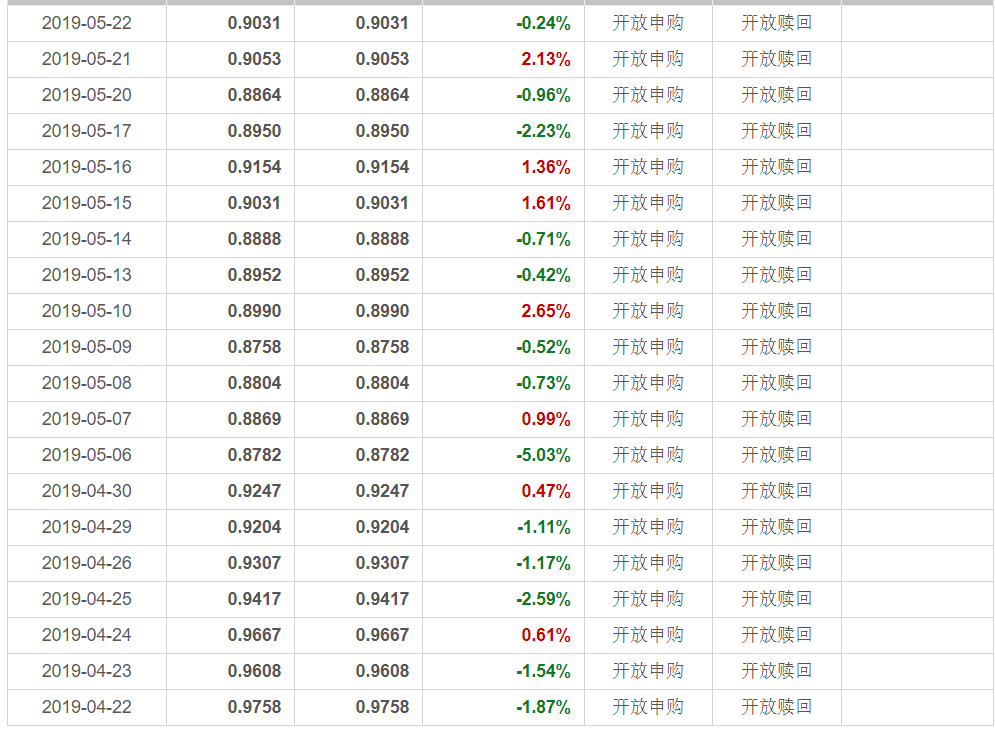 2019-05-22 0.9031 0.9031 -0.24% 开放申购 开放赎回
2019-05-21 0.9053 0.9053 2.13% 开放申购 开放赎回
2019-05-20 0.8864 0.8864 -0.96% 开放申购 开放赎回
2019-05-17 0.8950 0.8950 -2.23% 开放申购 开放赎回
2019-05-16 0.9154 0.9154 1.36% 开放申购 开放赎回
2019-05-15 0.9031 0.9031 1.61% 开放申购 开放赎回
2019-05-14 0.8888 0.8888 -0.71% 开放申购 开放赎回
2019-05-13 0.8952 0.8952 -0.42% 开放申购 开放赎回
2019-05-10 0.8990 0.8990 2.65% 开放申购 开放赎回
2019-05-09 0.8758 0.8758 -0.52% 开放申购 开放赎回
2019-05-08 0.8804 0.8804 -0.73% 开放申购 开放赎回
2019-05-07 0.8869 0.8869 0.99% 开放申购 开放赎回
2019-05-06 0.8782 0.8782 -5.03% 开放申购 开放赎回
2019-04-30 0.9247 0.9247 0.47% 开放申购 开放赎回
2019-04-29 0.9204 0.9204 -1.11% 开放申购 开放赎回
2019-04-26 0.9307 0.9307 -1.17% 开放申购 开放赎回
2019-04-25 0.9417 0.9417 -2.59% 开放申购 开放赎回
2019-04-24 0.9667 0.9667 0.61% 开放申购 开放赎回
2019-04-23 0.9608 0.9608 -1.54% 开放申购 开放赎回
2019-04-22 0.9758 0.9758 -1.87% 开放申购 开放赎回